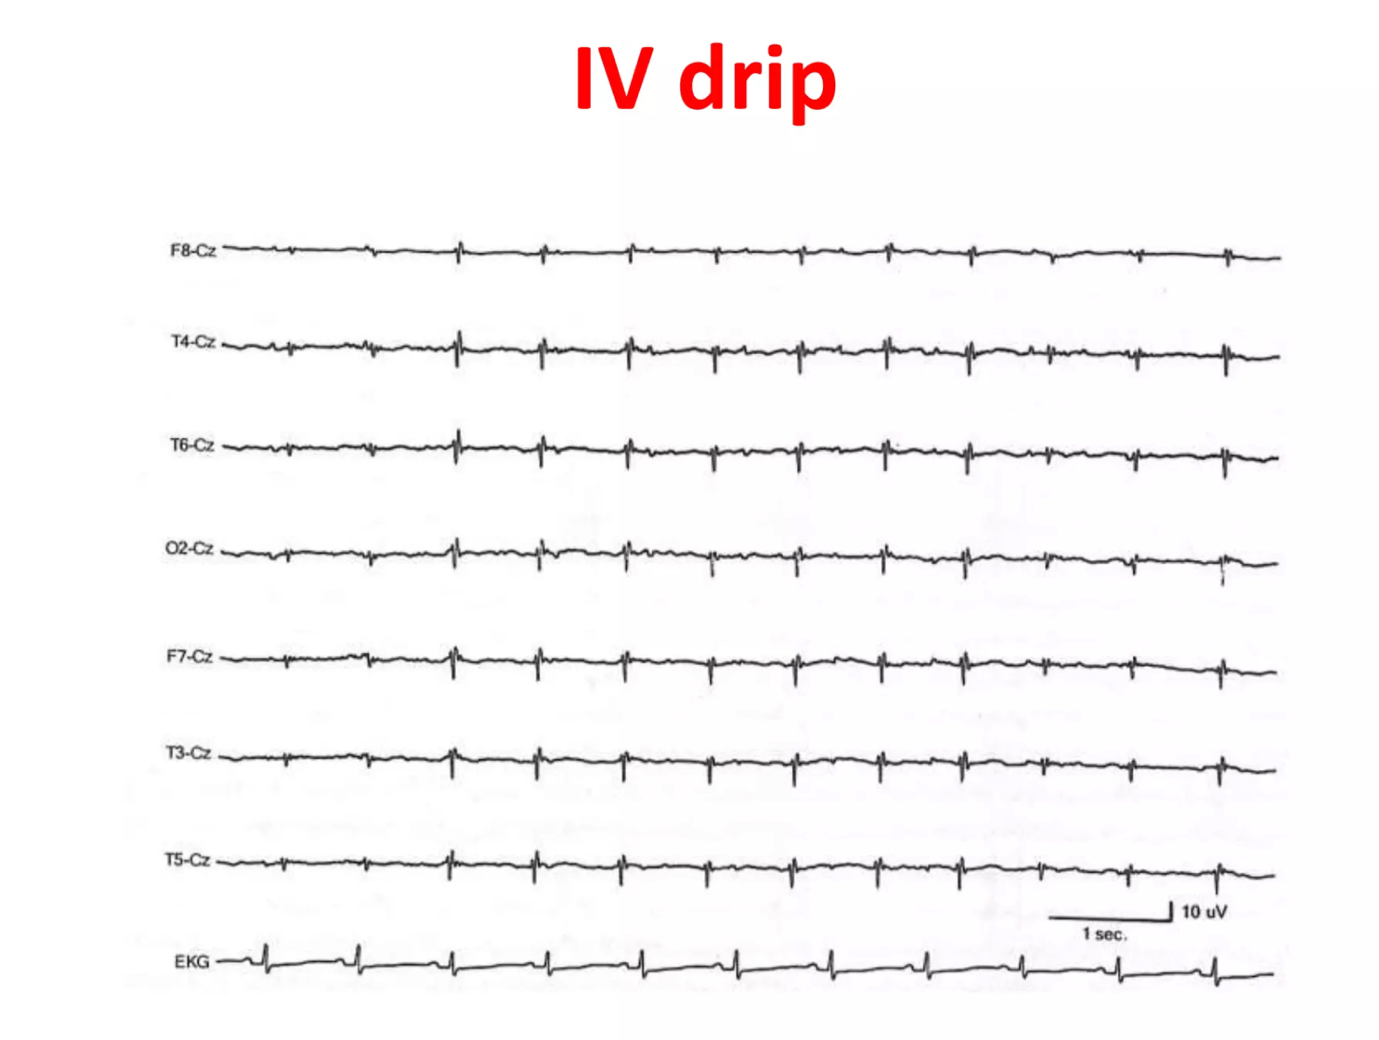 IV drip
F8-Cz
T4-Cz
T6-Cz
O2-Cz
F7-Cz
T3-Cz
T5-Cz
10 uV
1 sec.
EKG